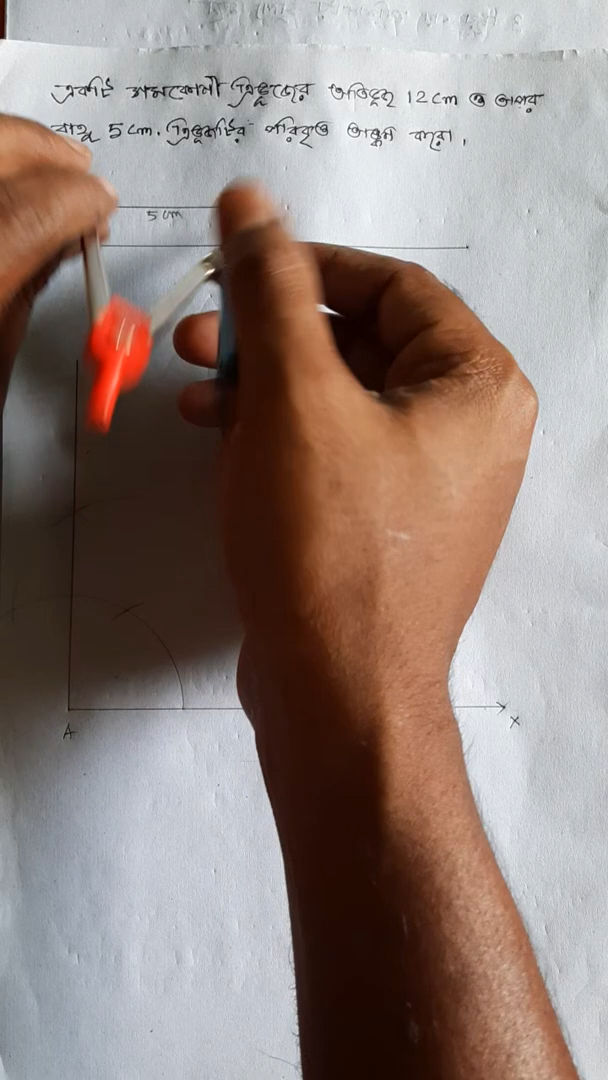 একটি সমকোণী ত্রিভুজের অতিভুজ 12 cm ও অপর
বাহু 5 cm. ত্রিভুজটির পরিবৃত্ত অঙ্কন করো।
5 cm
A
X